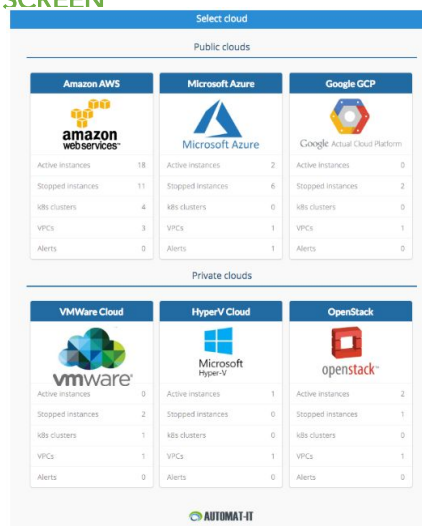 SCREEN
Select cloud
Public clouds
Amazon AWS
amazon
webservices™
Active instances 18
Stopped instances 11
k8s clusters 4
VPCs 3
Alerts 0
Microsoft Azure
Microsoft Azure
Active instances 2
Stopped instances 6
k8s clusters 0
VPCs 1
Alerts 1
Google GCP
Google Actual Cloud Platform
Active instances 0
Stopped instances 2
k8s clusters 0
VPCs 1
Alerts 0
Private clouds
VMWare Cloud
vmware®
Active instances 0
Stopped instances 2
k8s clusters 1
VPCs 1
Alerts 0
HyperV Cloud
Microsoft
Hyper-V
Active instances 1
Stopped instances 0
k8s clusters 0
VPCs 1
Alerts 0
OpenStack
openstack™
Active instances 2
Stopped instances 1
k8s clusters 0
VPCs 1
Alerts 0
AUTOMAT-IT